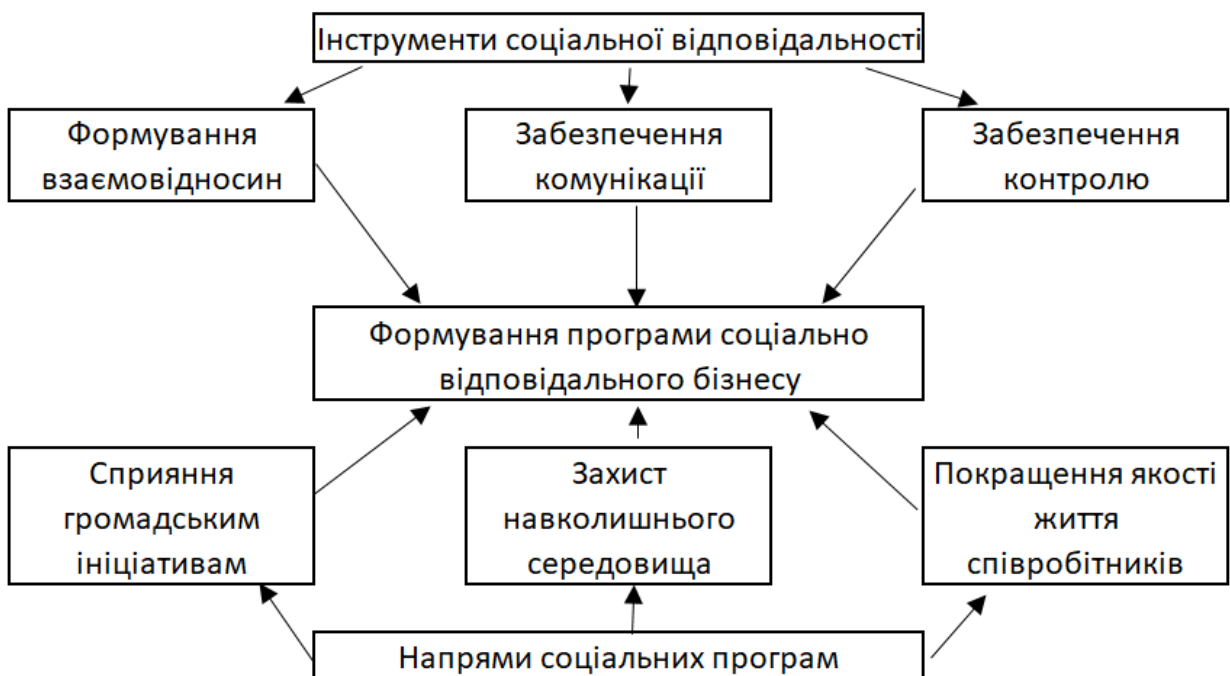 Інструменти соціальної відповідальності
Формування
взаємовідносин
Забезпечення
комунікації
Забезпечення
контролю
Формування програми соціально
відповідального бізнесу
Сприяння
громадським
ініціативам
Захист
навколишнього
середовища
Покращення якості
життя
співробітників
Напрями соціальних програм